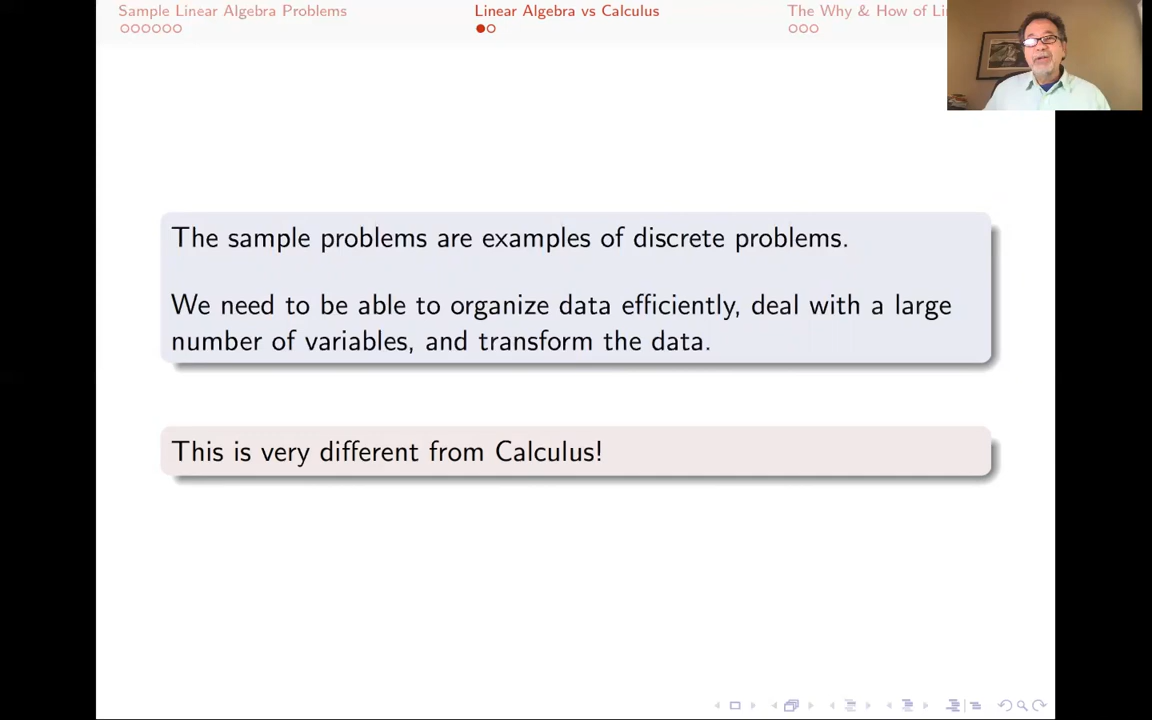 Sample Linear Algebra Problems
Linear Algebra vs Calculus
The Why & How of
The sample problems are examples of discrete problems.
We need to be able to organize data efficiently, deal with a large
number of variables, and transform the data.
This is very different from Calculus!